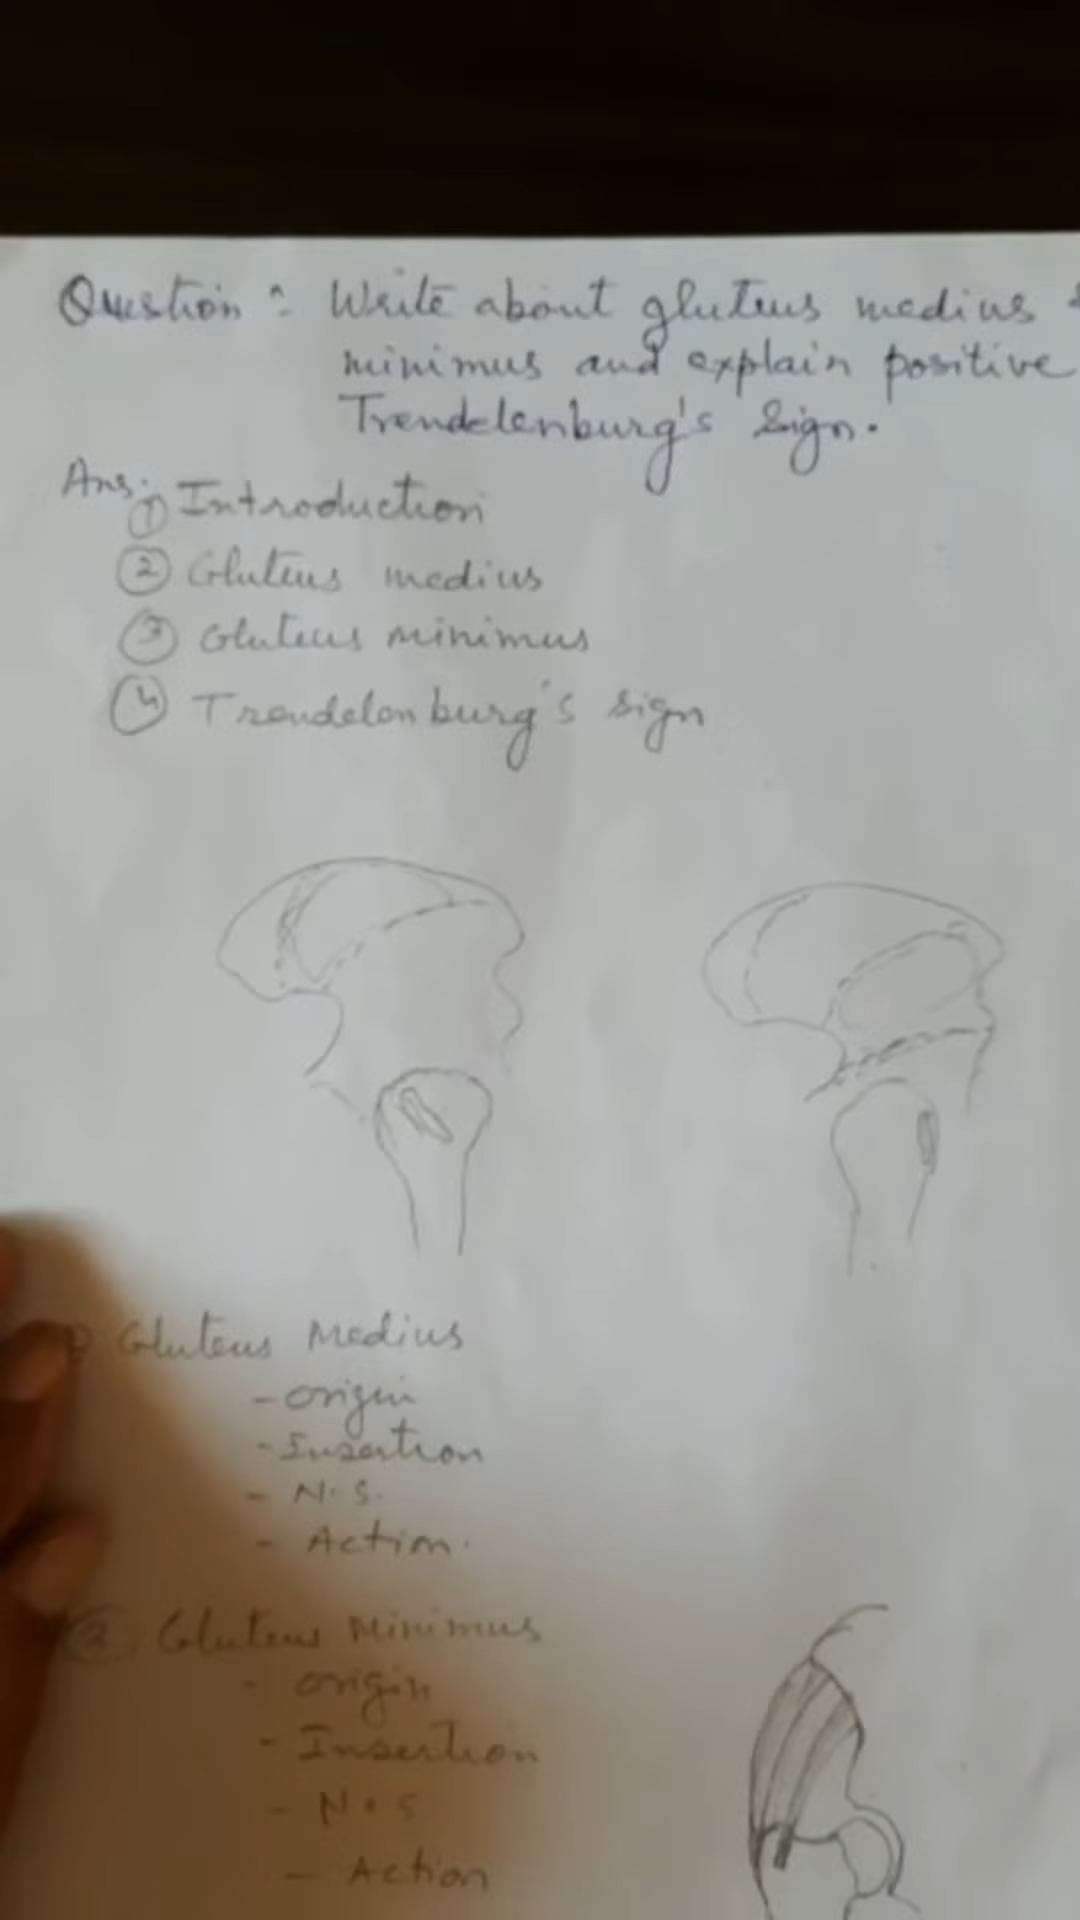 Question : Write about gluteus medius &
minimus and explain positive
Trendelenburg's sign.
Ans:
① Introduction
② Gluteus medius
③ Gluteus minimus
④ Trendelenburg's sign
Gluteus Medius
- origin
- Insertion
- N.S.
- Action.
② Gluteus Minimus
- origin
- Insertion
- N.S
- Action